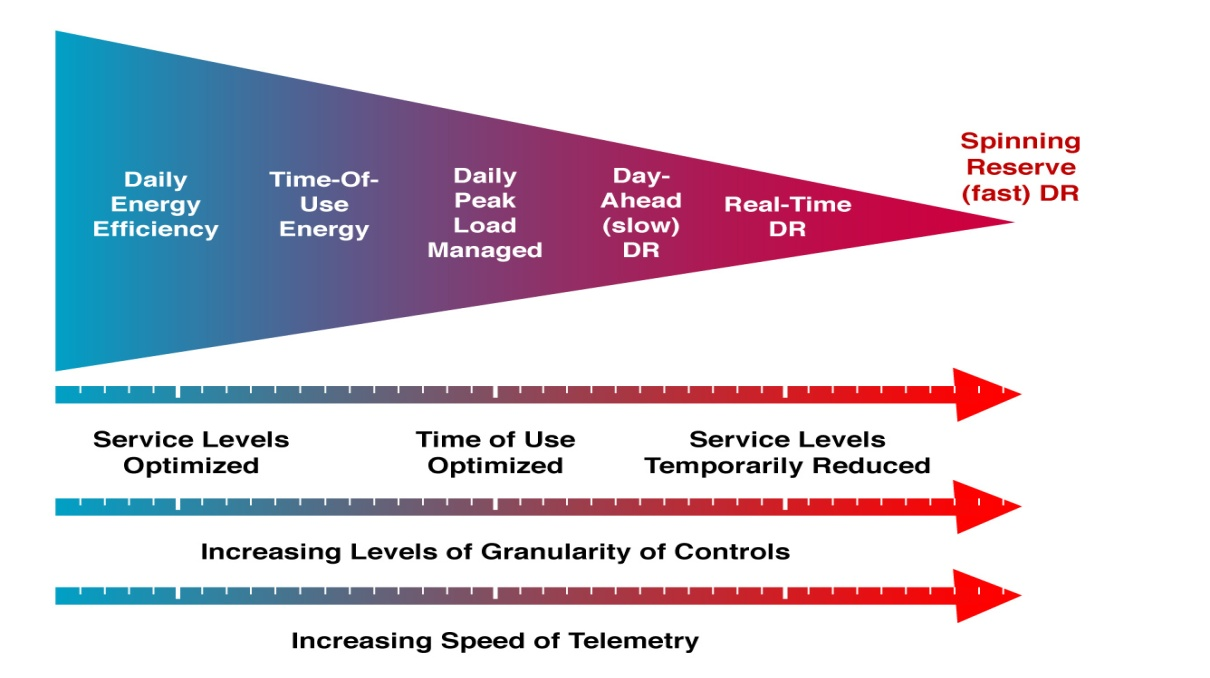 Daily
Energy
Efficiency
Time-Of-
Use
Energy
Daily
Peak
Load
Managed
Day-
Ahead
(slow)
DR
Real-Time
DR
Spinning
Reserve
(fast) DR
Service Levels
Optimized
Time of Use
Optimized
Service Levels
Temporarily Reduced
Increasing Levels of Granularity of Controls
Increasing Speed of Telemetry